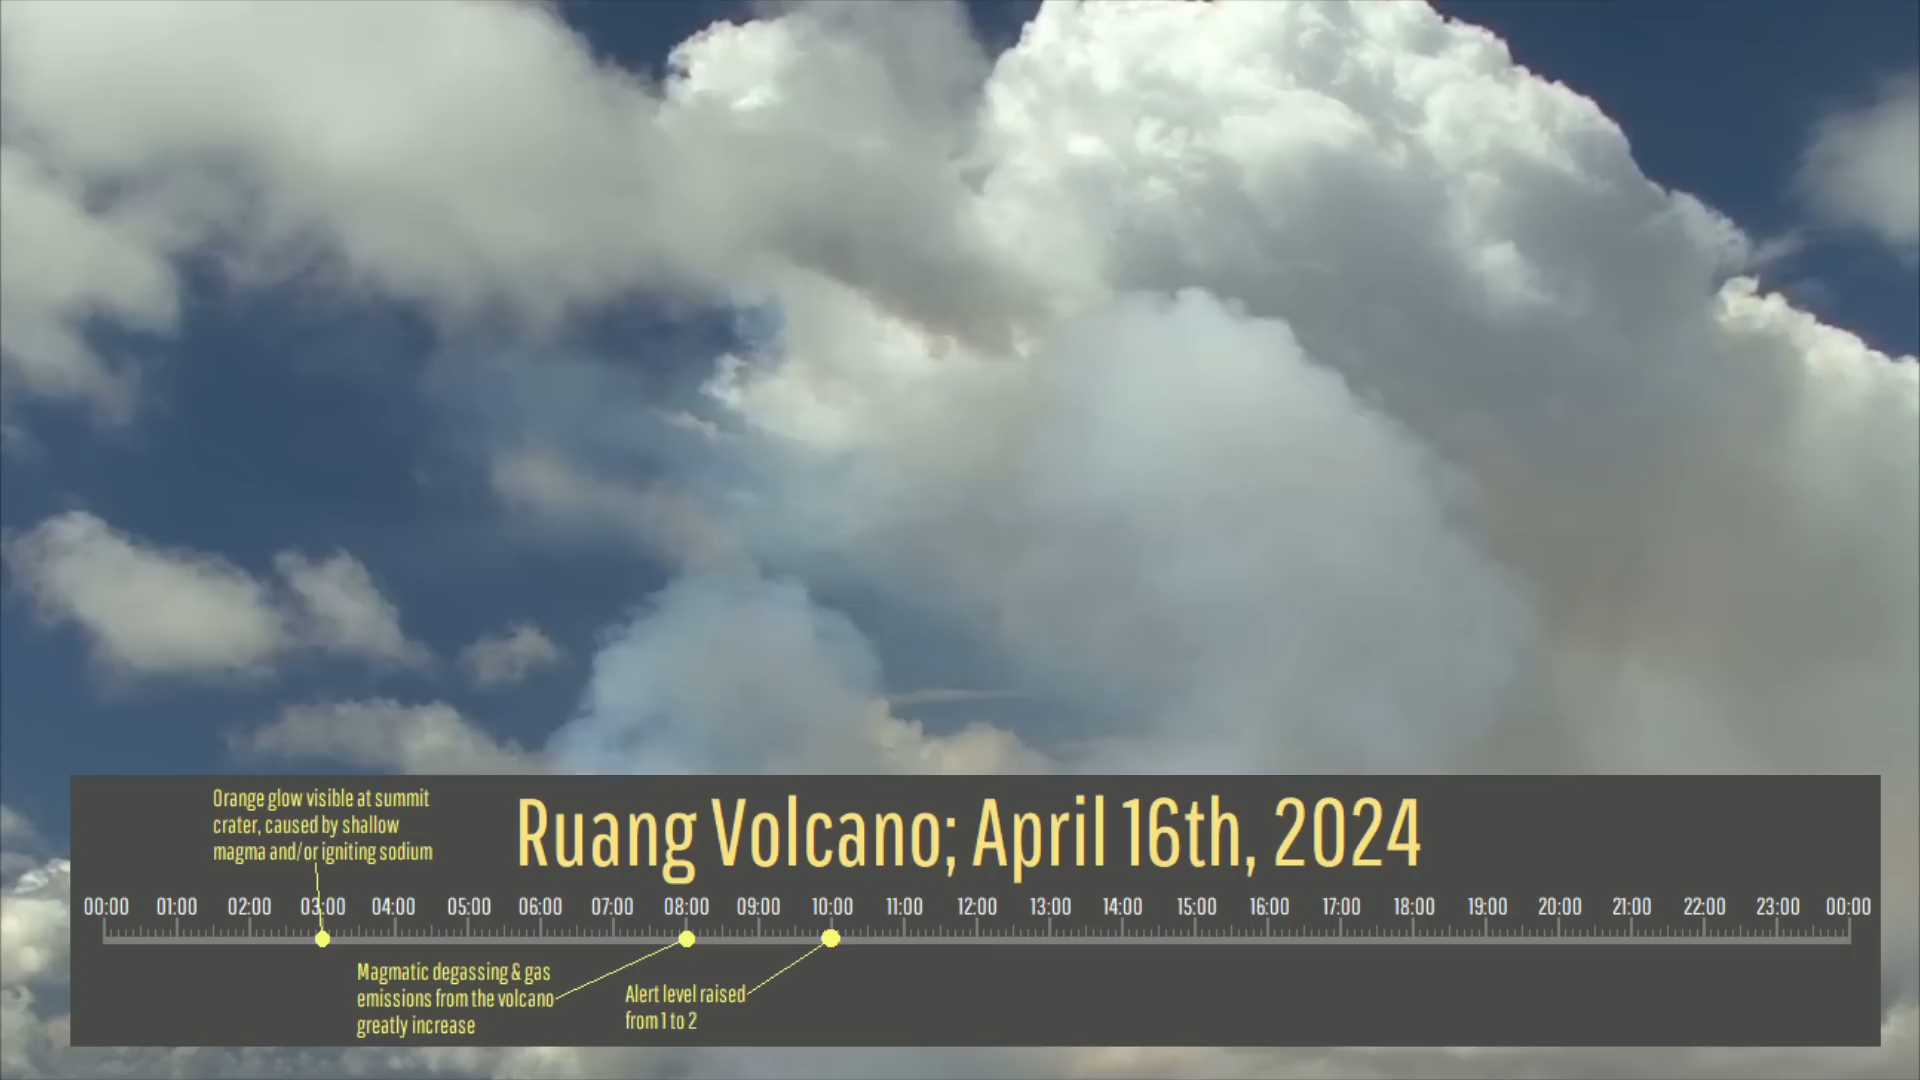 Orange glow visible at summit
crater, caused by shallow
magma and/or igniting sodium
Ruang Volcano; April 16th, 2024
00:00 01:00 02:00 03:00 04:00 05:00 06:00 07:00 08:00 09:00 10:00 11:00 12:00 13:00 14:00 15:00 16:00 17:00 18:00 19:00 20:00 21:00 22:00 23:00 00:00
Magmatic degassing & gas
emissions from the volcano
greatly increase
Alert level raised
from 1 to 2